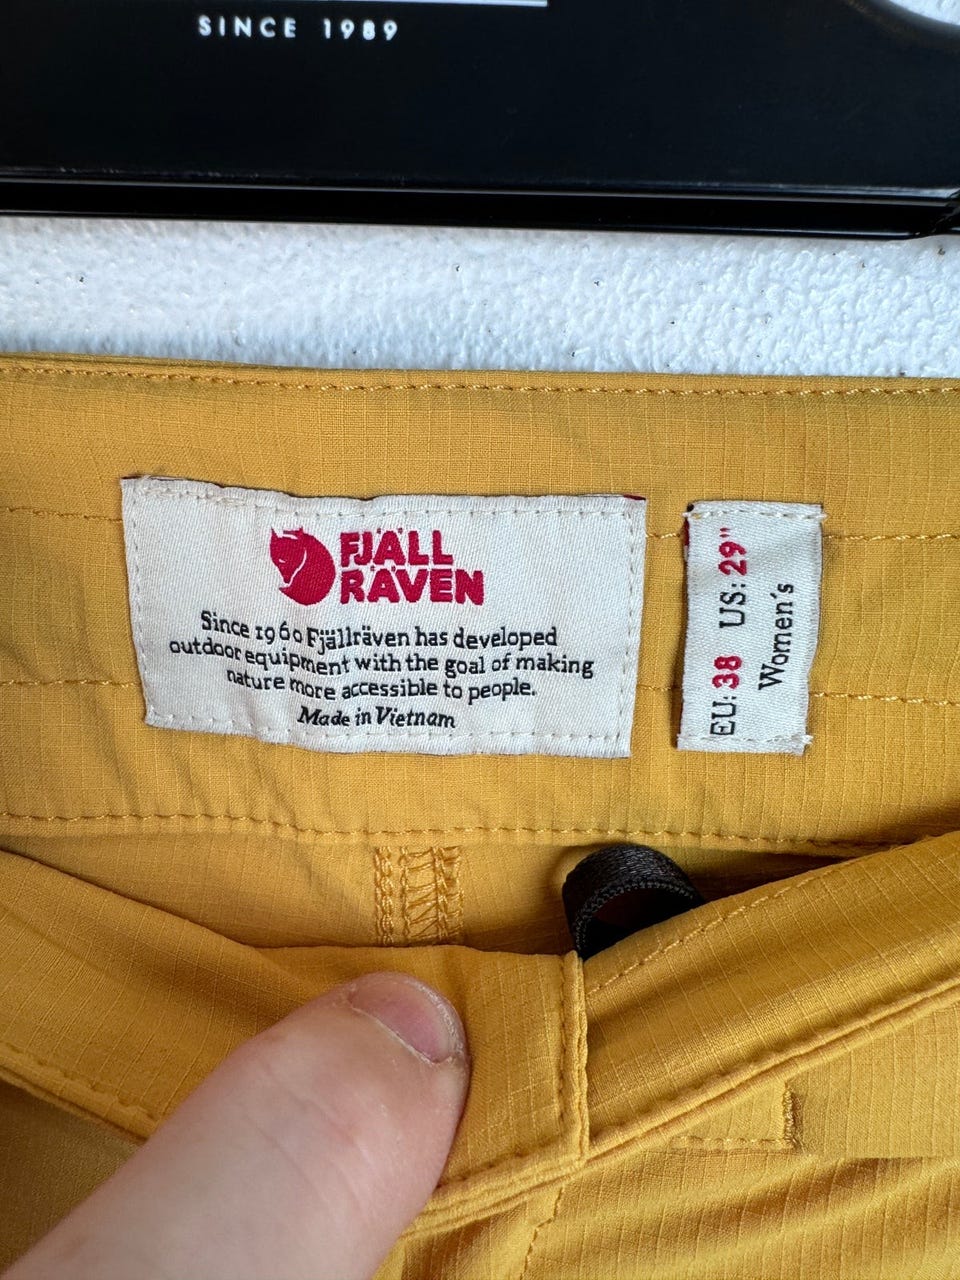 SINCE 1989
FJÄLL
RÄVEN
Since 1960 Fjällräven has developed
outdoor equipment with the goal of making
nature more accessible to people.
Made in Vietnam
EU: 38 US: 29"
Women's